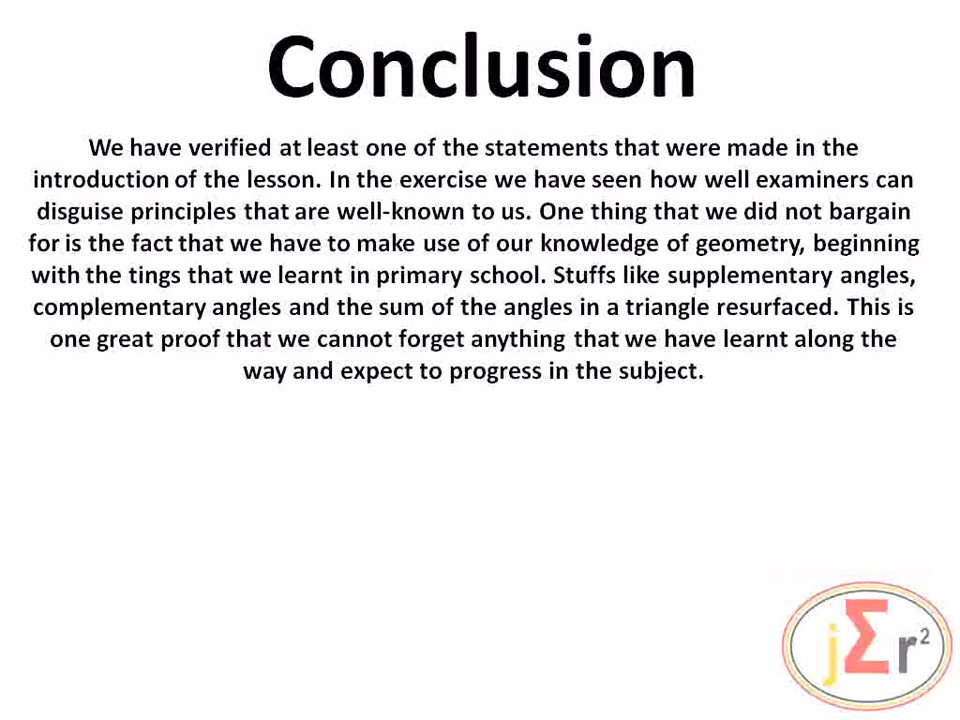 Conclusion
We have verified at least one of the statements that were made in the
introduction of the lesson. In the exercise we have seen how well examiners can
disguise principles that are well-known to us. One thing that we did not bargain
for is the fact that we have to make use of our knowledge of geometry, beginning
with the tings that we learnt in primary school. Stuffs like supplementary angles,
complementary angles and the sum of the angles in a triangle resurfaced. This is
one great proof that we cannot forget anything that we have learnt along the
way and expect to progress in the subject.
jΣr²